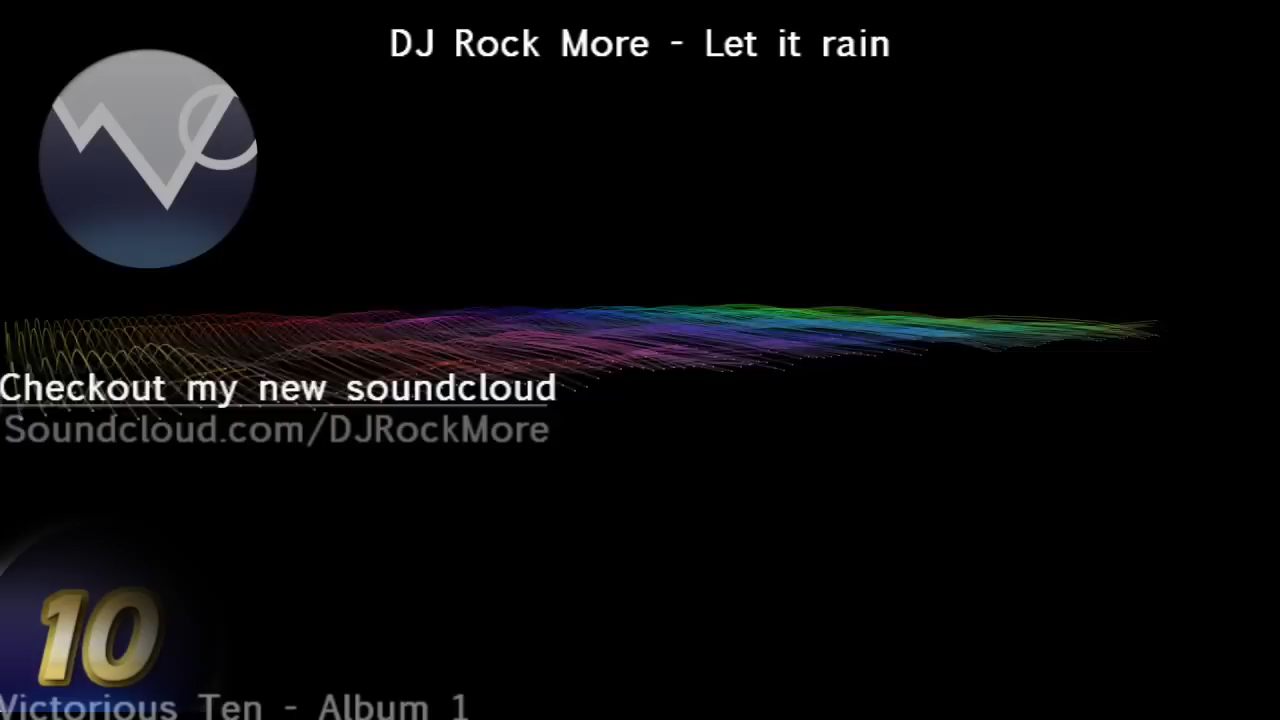 DJ Rock More - Let it rain
Checkout my new soundcloud
Soundcloud.com/DJRockMore
10
Victorious Ten - Album 1